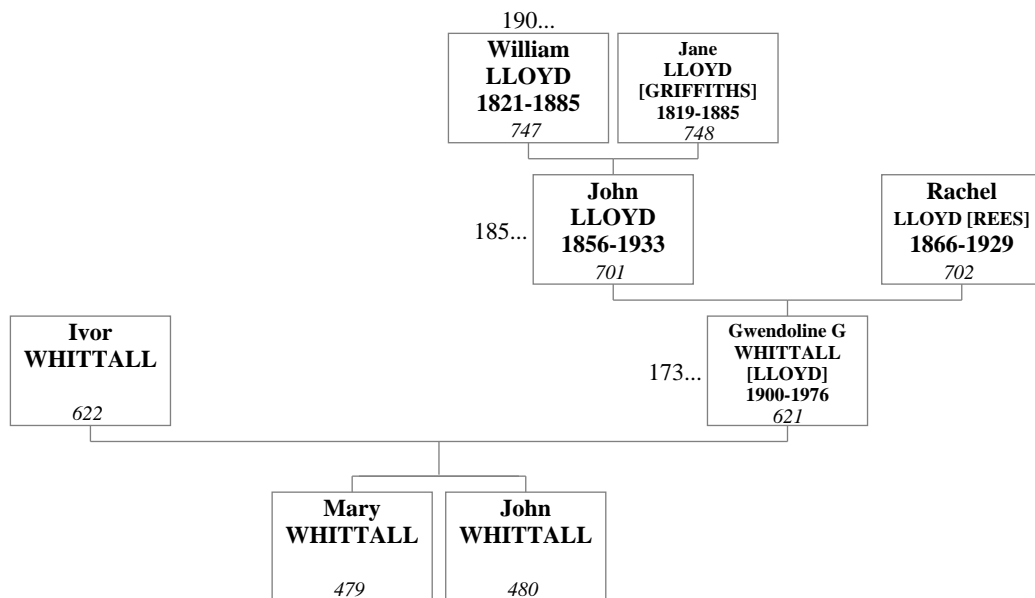 190...
William
LLOYD
1821-1885
747
Jane
LLOYD
[GRIFFITHS]
1819-1885
748
185...
John
LLOYD
1856-1933
701
Rachel
LLOYD [REES]
1866-1929
702
Ivor
WHITTALL
622
173...
Gwendoline G
WHITTALL
[LLOYD]
1900-1976
621
Mary
WHITTALL
479
John
WHITTALL
480